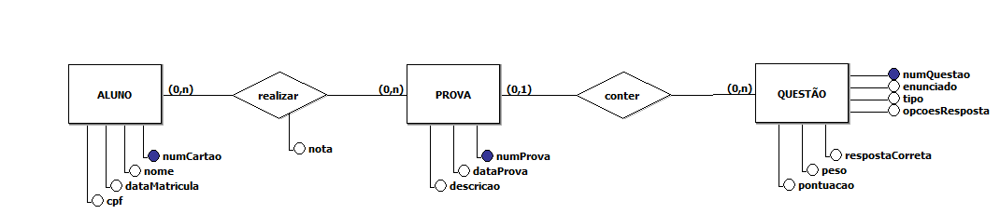 ALUNO
(0,n)
realizar
(0,n)
PROVA
(0,1)
conter
(0,n)
QUESTÃO
numQuestao
enunciado
tipo
opcoesResposta
nota
numCartao
nome
dataMatricula
cpf
numProva
dataProva
descricao
respostaCorreta
peso
pontuacao